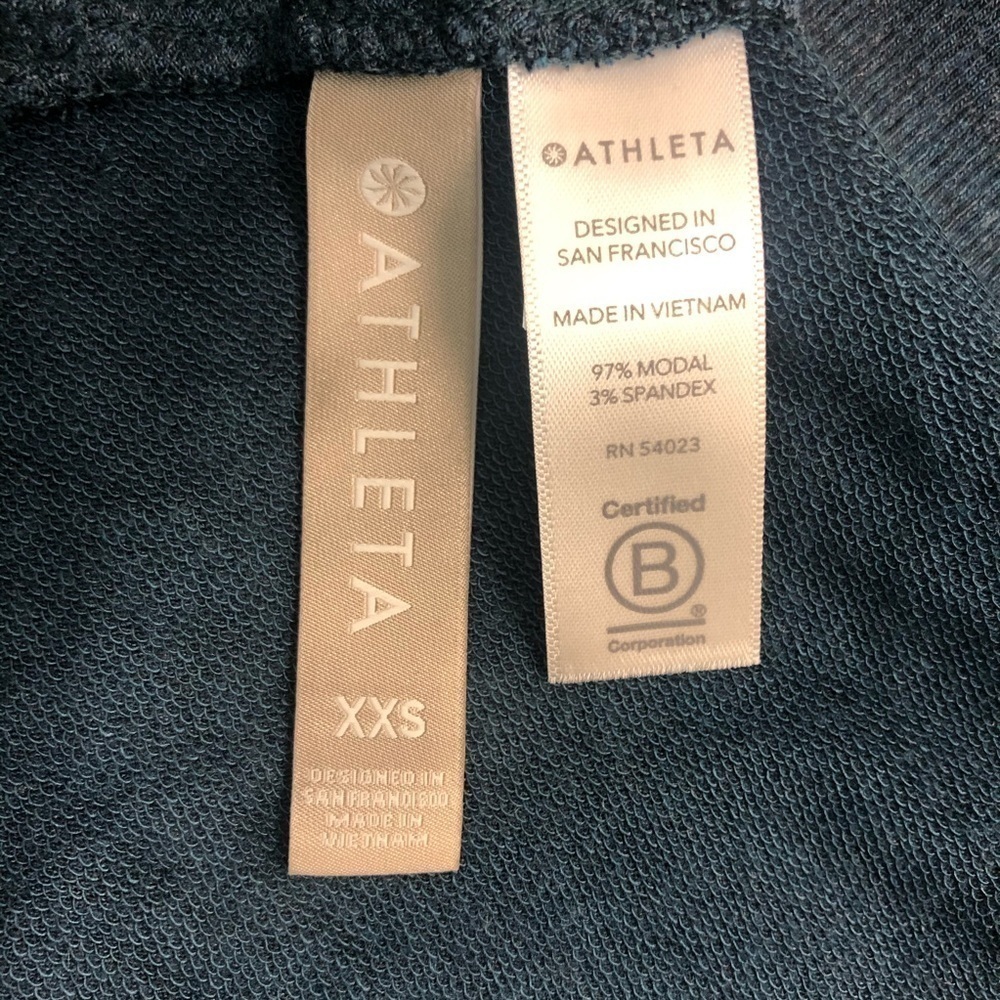 ATHLETA
XXS
DESIGNED IN
SAN FRANCISCO
MADE IN
VIETNAM
ATHLETA
DESIGNED IN
SAN FRANCISCO
MADE IN VIETNAM
97% MODAL
3% SPANDEX
RN 54023
Certified
B
®
Corporation